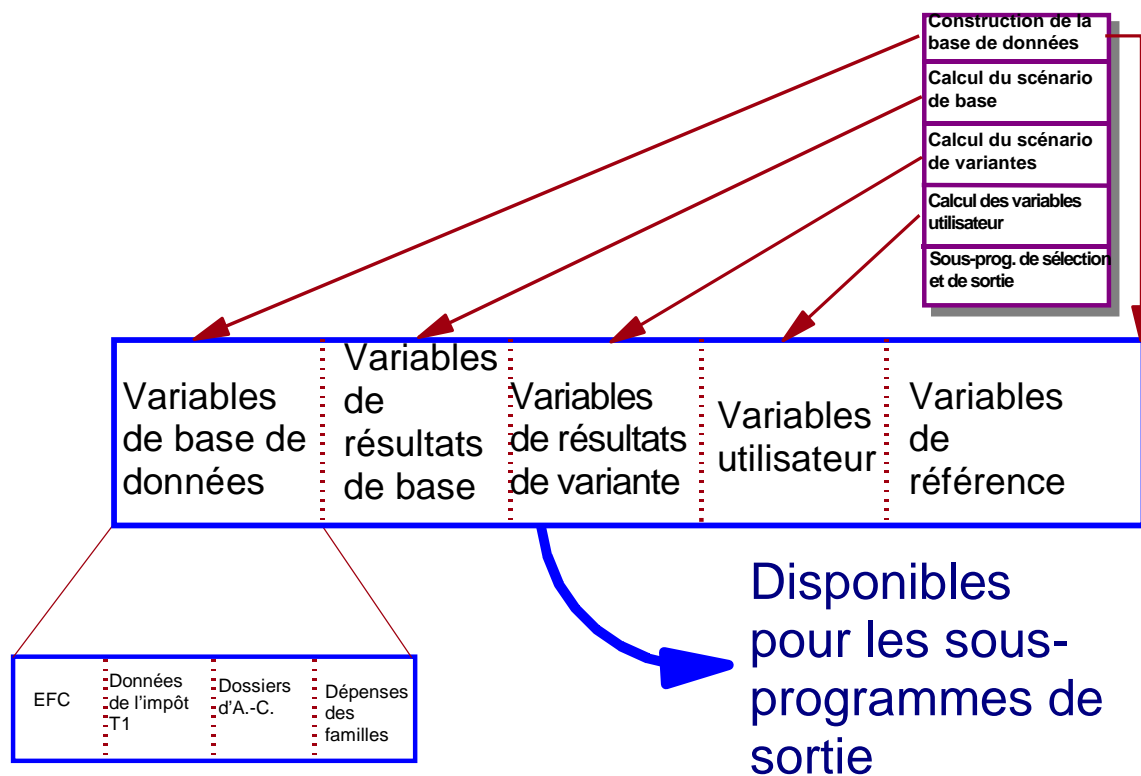 Construction de la
base de données
Calcul du scénario
de base
Calcul du scénario
de variantes
Calcul des variables
utilisateur
Sous-prog. de sélection
et de sortie
Variables
de base de
données
Variables
de
résultats
de base
Variables
de résultats
de variante
Variables
utilisateur
Variables
de
référence
EFC
Données
de l'impôt
T1
Dossiers
d'A.-C.
Dépenses
des
familles
Disponibles
pour les sous-
programmes de
sortie